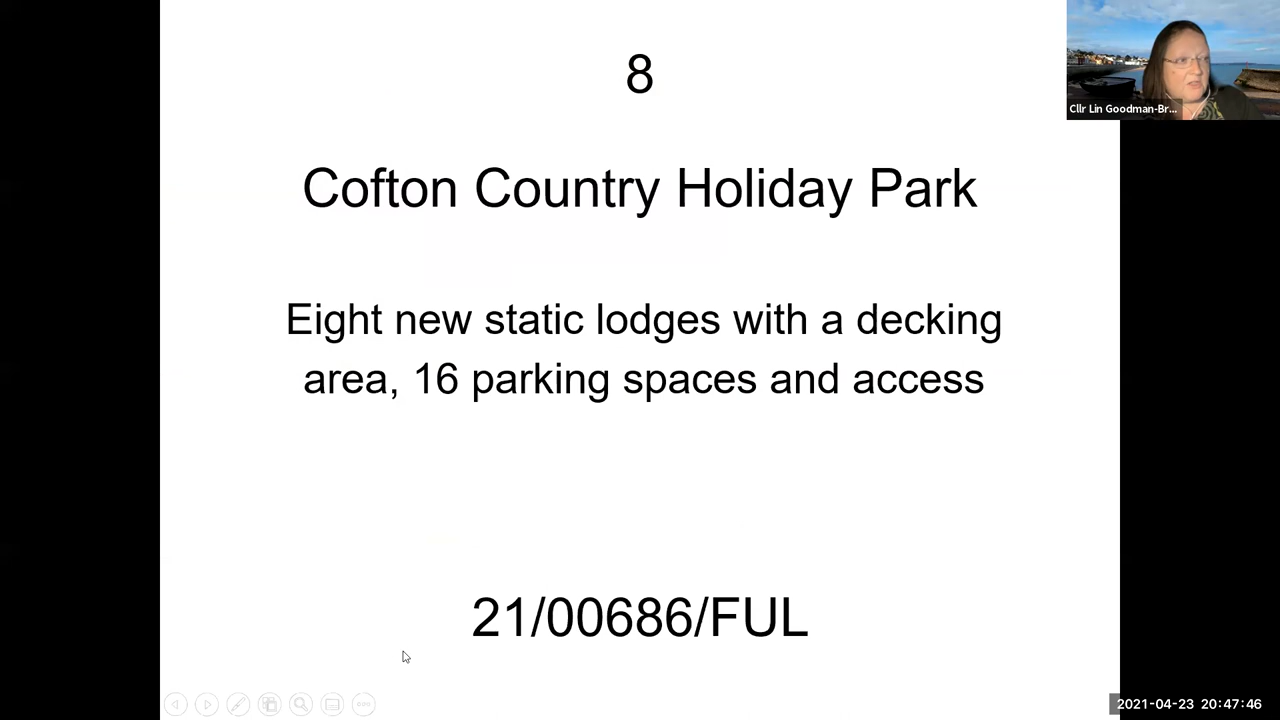 8
Cllr Lin Goodman-Br...
Cofton Country Holiday Park
Eight new static lodges with a decking
area, 16 parking spaces and access
21/00686/FUL
2021-04-23 20:47:46